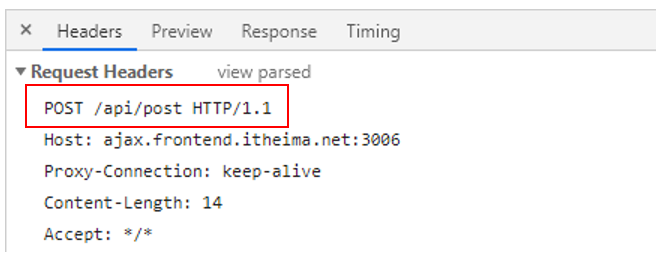 × Headers Preview Response Timing
▼ Request Headers view parsed
POST /api/post HTTP/1.1
Host: ajax.frontend.itheima.net:3006
Proxy-Connection: keep-alive
Content-Length: 14
Accept: */*